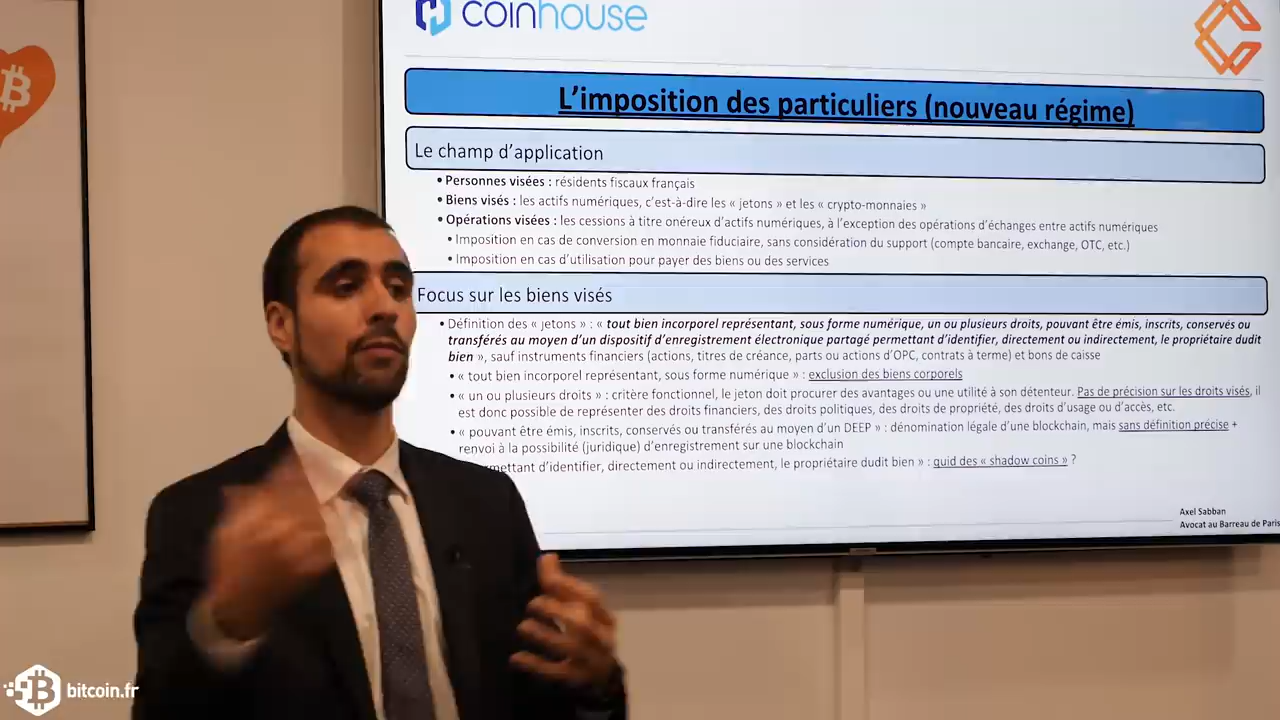 coinhouse
L'imposition des particuliers (nouveau régime)
Le champ d'application
• Personnes visées : résidents fiscaux français
• Biens visés : les actifs numériques, c'est-à-dire les « jetons » et les « crypto-monnaies »
• Opérations visées : les cessions à titre onéreux d'actifs numériques, à l'exception des opérations d'échanges entre actifs numériques
• Imposition en cas de conversion en monnaie fiduciaire, sans considération du support (compte bancaire, exchange, OTC, etc.)
• Imposition en cas d'utilisation pour payer des biens ou des services
Focus sur les biens visés
• Définition des « jetons » : « tout bien incorporel représentant, sous forme numérique, un ou plusieurs droits, pouvant être émis, inscrits, conservés ou
transférés au moyen d'un dispositif d'enregistrement électronique partagé permettant d'identifier, directement ou indirectement, le propriétaire dudit
bien », sauf instruments financiers (actions, titres de créance, parts ou actions d'OPC, contrats à terme) et bons de caisse
• « tout bien incorporel représentant, sous forme numérique » : exclusion des biens corporels
• « un ou plusieurs droits » : critère fonctionnel, le jeton doit procurer des avantages ou une utilité à son détenteur. Pas de précision sur les droits visés, il
est donc possible de représenter des droits financiers, des droits politiques, des droits de propriété, des droits d'usage ou d'accès, etc.
• « pouvant être émis, inscrits, conservés ou transférés au moyen d'un DEEP » : dénomination légale d'une blockchain, mais sans définition précise +
renvoi à la possibilité (juridique) d'enregistrement sur une blockchain
mettant d'identifier, directement ou indirectement, le propriétaire dudit bien » : quid des « shadow coins » ?
Axel Sabban
Avocat au Barreau de Paris
bitcoin.fr